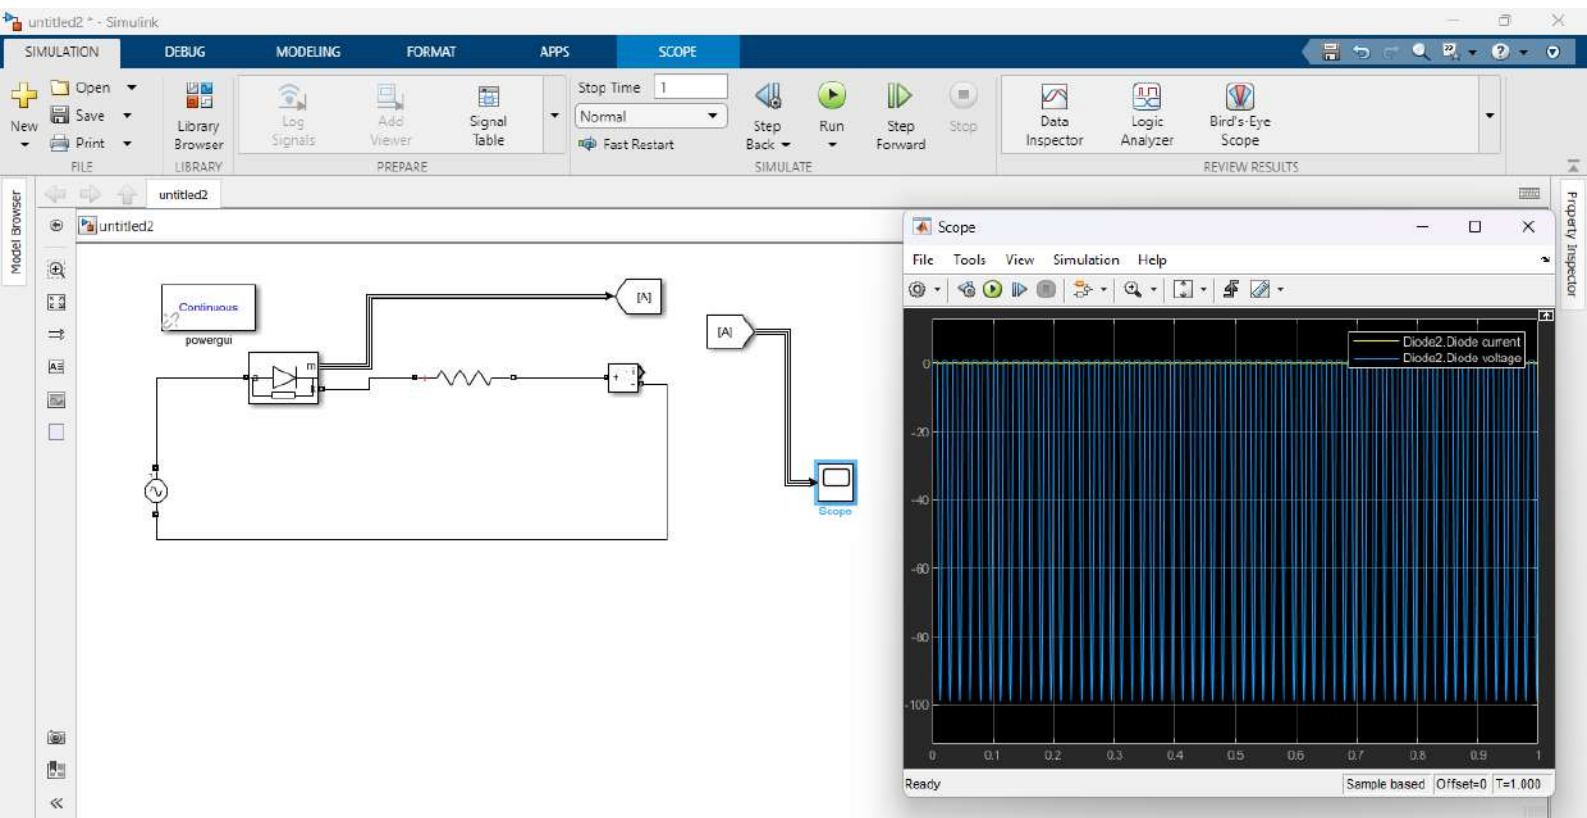 untitled2 * - Simulink
SIMULATION DEBUG MODELING FORMAT APPS SCOPE
New
Open
Save
Print
FILE
Library Browser
LIBRARY
Log Signals
Add Viewer
Signal Table
PREPARE
Stop Time 1
Normal
Fast Restart
Step Back
Run
Step Forward
Stop
SIMULATE
Data Inspector
Logic Analyzer
Bird's-Eye Scope
REVIEW RESULTS
Model Browser
untitled2
untitled2
Property Inspector
Continuous
powergui
m
a
[A]
[A]
Scope
Scope
File Tools View Simulation Help
Diode2.Diode current
Diode2.Diode voltage
0
-20
-40
-60
-80
-100
0 0.1 0.2 0.3 0.4 0.5 0.6 0.7 0.8 0.9 1
Ready
Sample based Offset=0 T=1.000